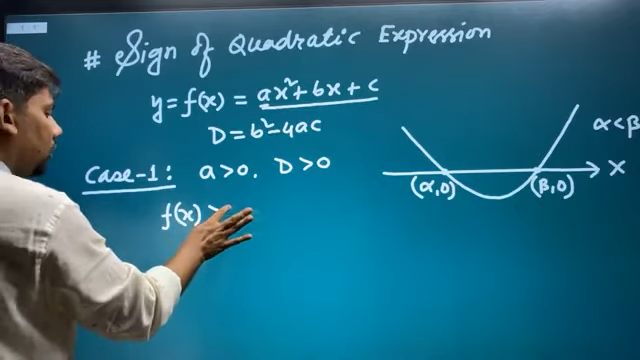 # Sign of Quadratic Expression
y = f(x) = ax²+bx+c
D = b²-4ac
Case-1: a>0, D>0
f(x) >
α<β
X
(α,0)
(β,0)